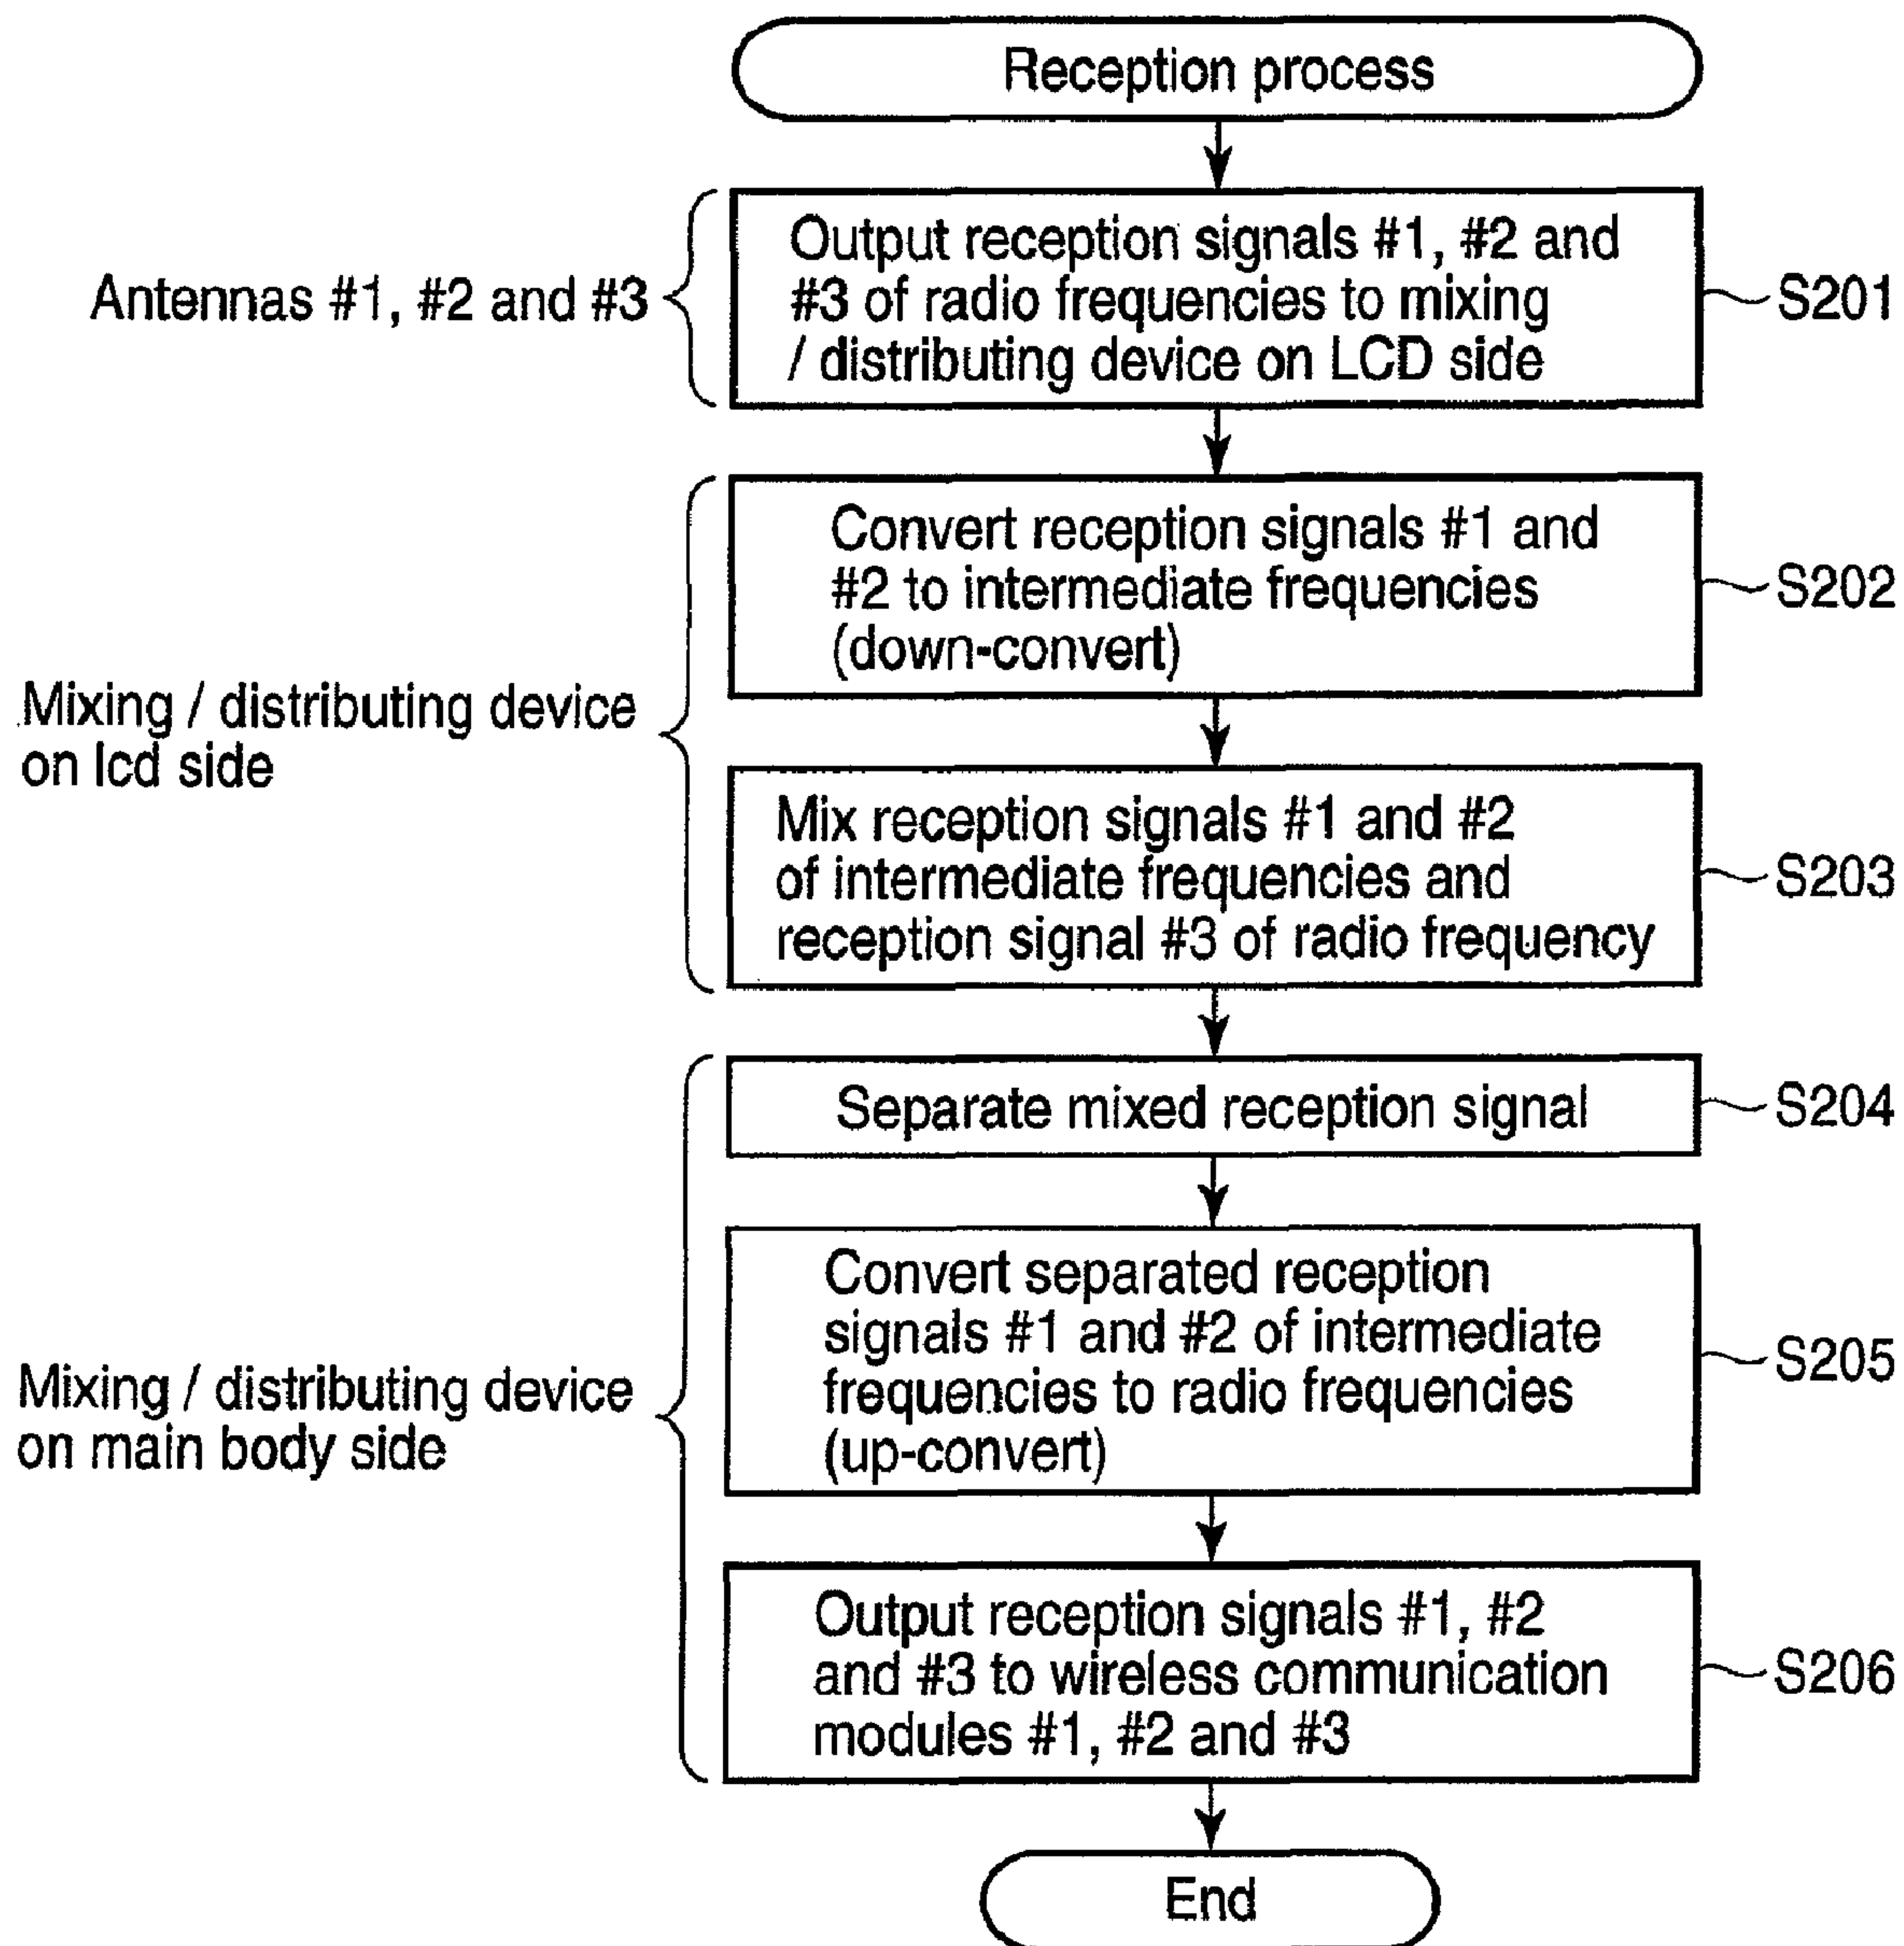 Reception process
Antennas #1, #2 and #3
Output reception signals #1, #2 and
#3 of radio frequencies to mixing
/ distributing device on LCD side
S201
Mixing / distributing device
on lcd side
Convert reception signals #1 and
#2 to intermediate frequencies
(down-convert)
S202
Mix reception signals #1 and #2
of intermediate frequencies and
reception signal #3 of radio frequency
S203
Mixing / distributing device
on main body side
Separate mixed reception signal
S204
Convert separated reception
signals #1 and #2 of intermediate
frequencies to radio frequencies
(up-convert)
S205
Output reception signals #1, #2
and #3 to wireless communication
modules #1, #2 and #3
S206
End